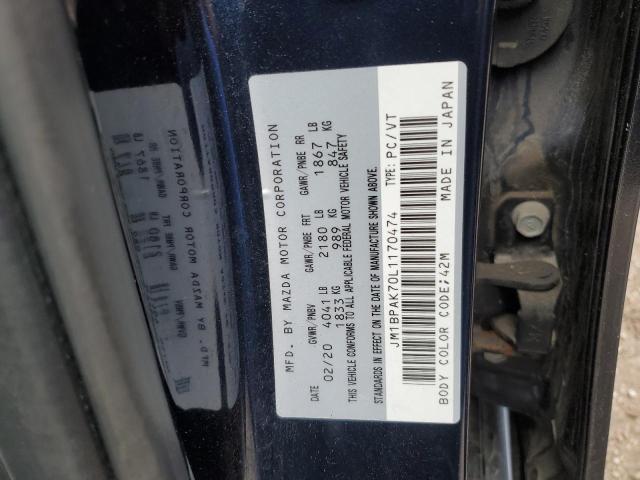 MFD. BY MAZDA MOTOR CORPORATION
DATE GVWR/PNBV GAWR/PNBE FRT GAWR/PNBE RR
02/20 4041 LB 2180 LB 1867 LB
1833 KG 989 KG 847 KG
THIS VEHICLE CONFORMS TO ALL APPLICABLE FEDERAL MOTOR VEHICLE SAFETY
STANDARDS IN EFFECT ON THE DATE OF MANUFACTURE SHOWN ABOVE.
JM1BPAK70L1170474 TYPE: PC/VT
BODY COLOR CODE:42M MADE IN JAPAN